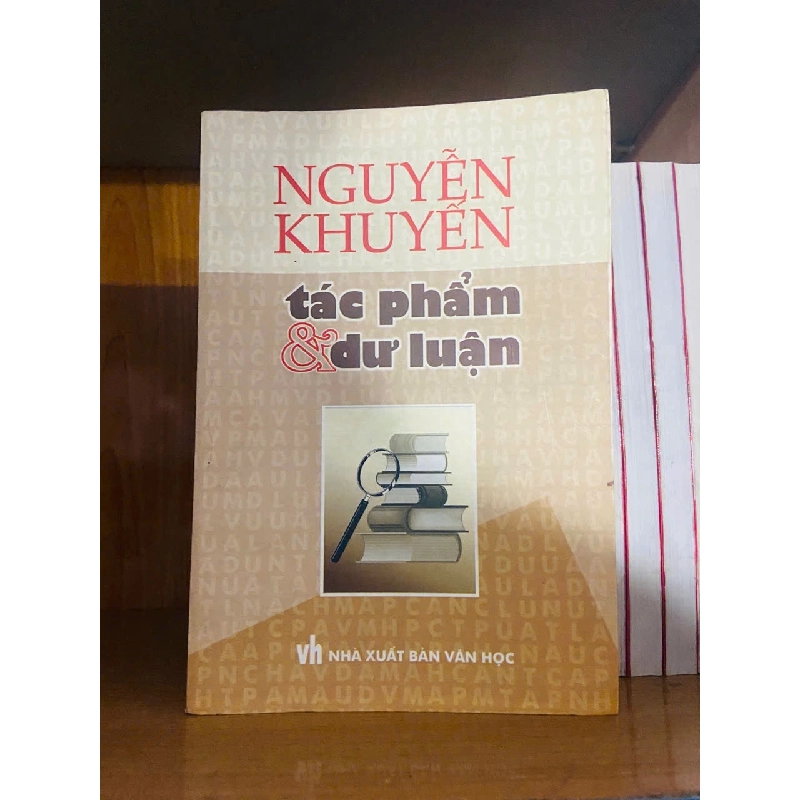 NGUYỄN
KHUYẾN
tác phẩm
& dư luận
vh NHÀ XUẤT BẢN VĂN HỌC